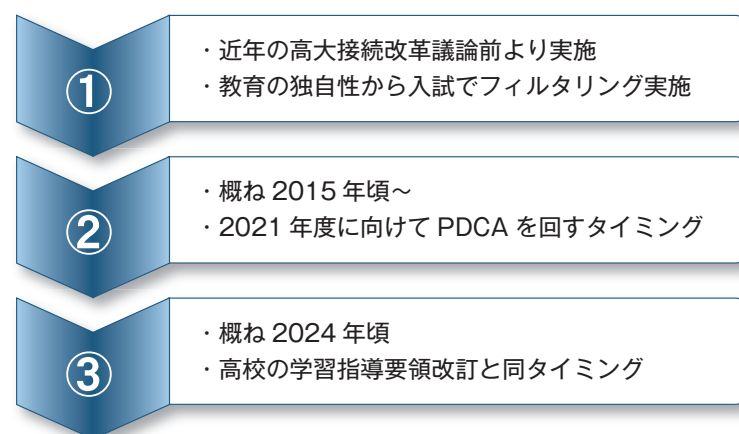 ①
・近年の高大接続改革議論前より実施
・教育の独自性から入試でフィルタリング実施
②
・概ね 2015 年頃～
・2021 年度に向けて PDCA を回すタイミング
③
・概ね 2024 年頃
・高校の学習指導要領改訂と同タイミング